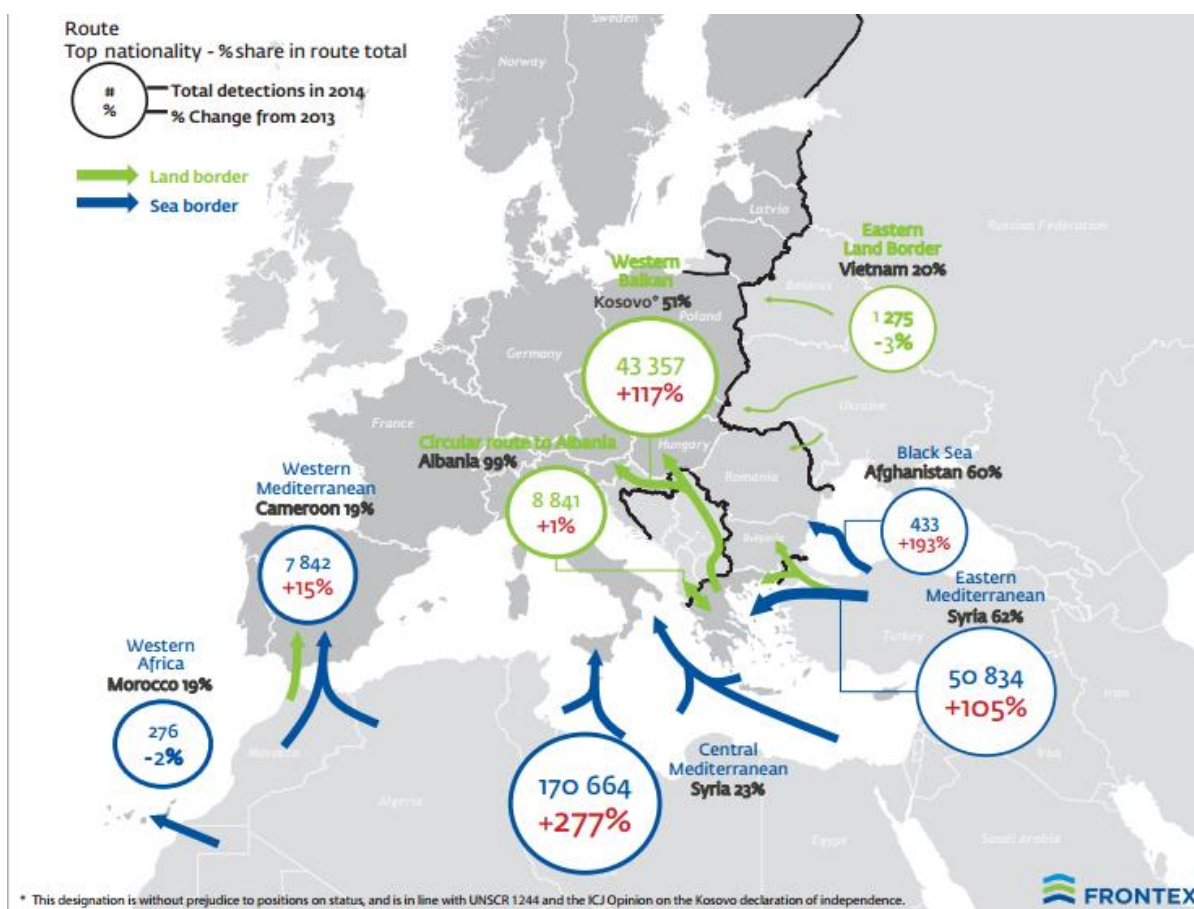 Route
Top nationality - % share in route total
#
%
Total detections in 2014
% Change from 2013
Land border
Sea border
Norway
Sweden
Latvia
Russian Federation
Belarus
Poland
Germany
Ukraine
France
Hungary
Romania
Bulgaria
Turkey
Iran
Iraq
Morocco
Algeria
Egypt
Saudi Arabia
Eastern
Land Border
Vietnam 20%
1 275
-3%
Western
Balkan
Kosovo* 51%
43 357
+117%
Circular route to Albania
Albania 99%
8 841
+1%
Western
Mediterranean
Cameroon 19%
7 842
+15%
Black Sea
Afghanistan 60%
433
+193%
Eastern
Mediterranean
Syria 62%
50 834
+105%
Western
Africa
Morocco 19%
276
-2%
Central
Mediterranean
Syria 23%
170 664
+277%
* This designation is without prejudice to positions on status, and is in line with UNSCR 1244 and the ICJ Opinion on the Kosovo declaration of independence.
FRONTEX